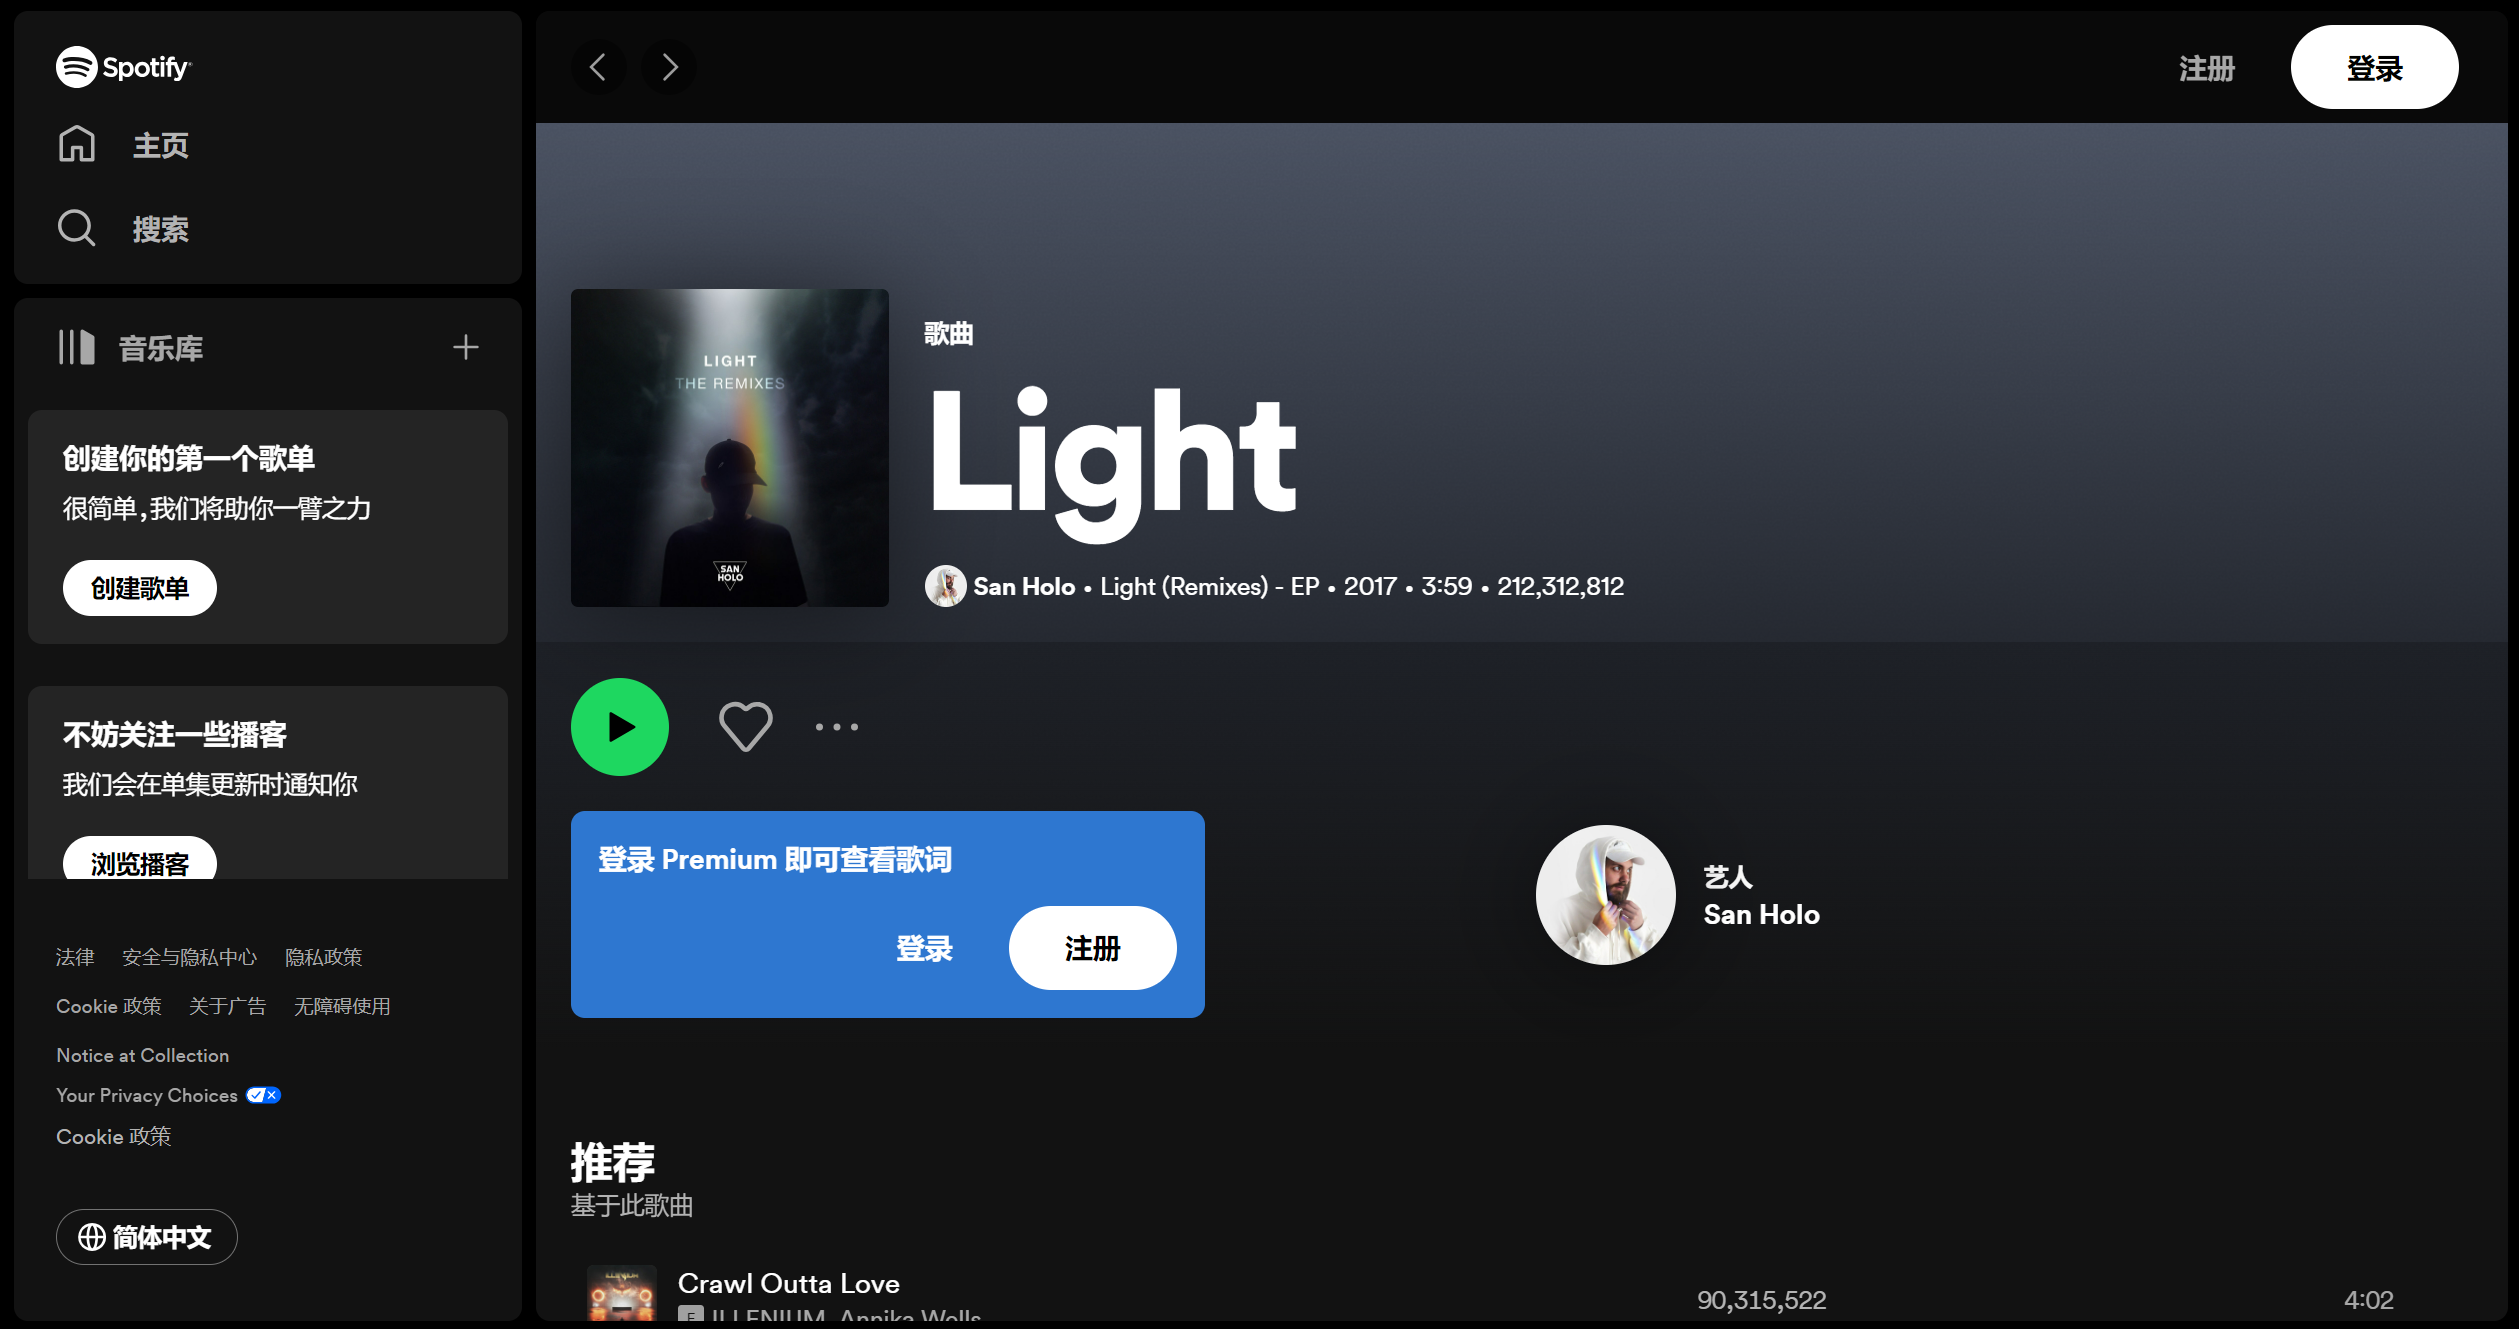 Spotify
主页
搜索
音乐库
创建你的第一个歌单
很简单，我们将助你一臂之力
创建歌单
不妨关注一些播客
我们会在单集更新时通知你
浏览播客
法律 安全与隐私中心 隐私政策
Cookie 政策 关于广告 无障碍使用
Notice at Collection
Your Privacy Choices
Cookie 政策
简体中文
注册 登录
LIGHT
THE REMIXES
SAN
HOLO
歌曲
Light
San Holo • Light (Remixes) - EP • 2017 • 3:59 • 212,312,812
登录 Premium 即可查看歌词
登录 注册
艺人
San Holo
推荐
基于此歌曲
ILLENIUM
Crawl Outta Love
E ILLENIUM, Annika Wells
90,315,522
4:02